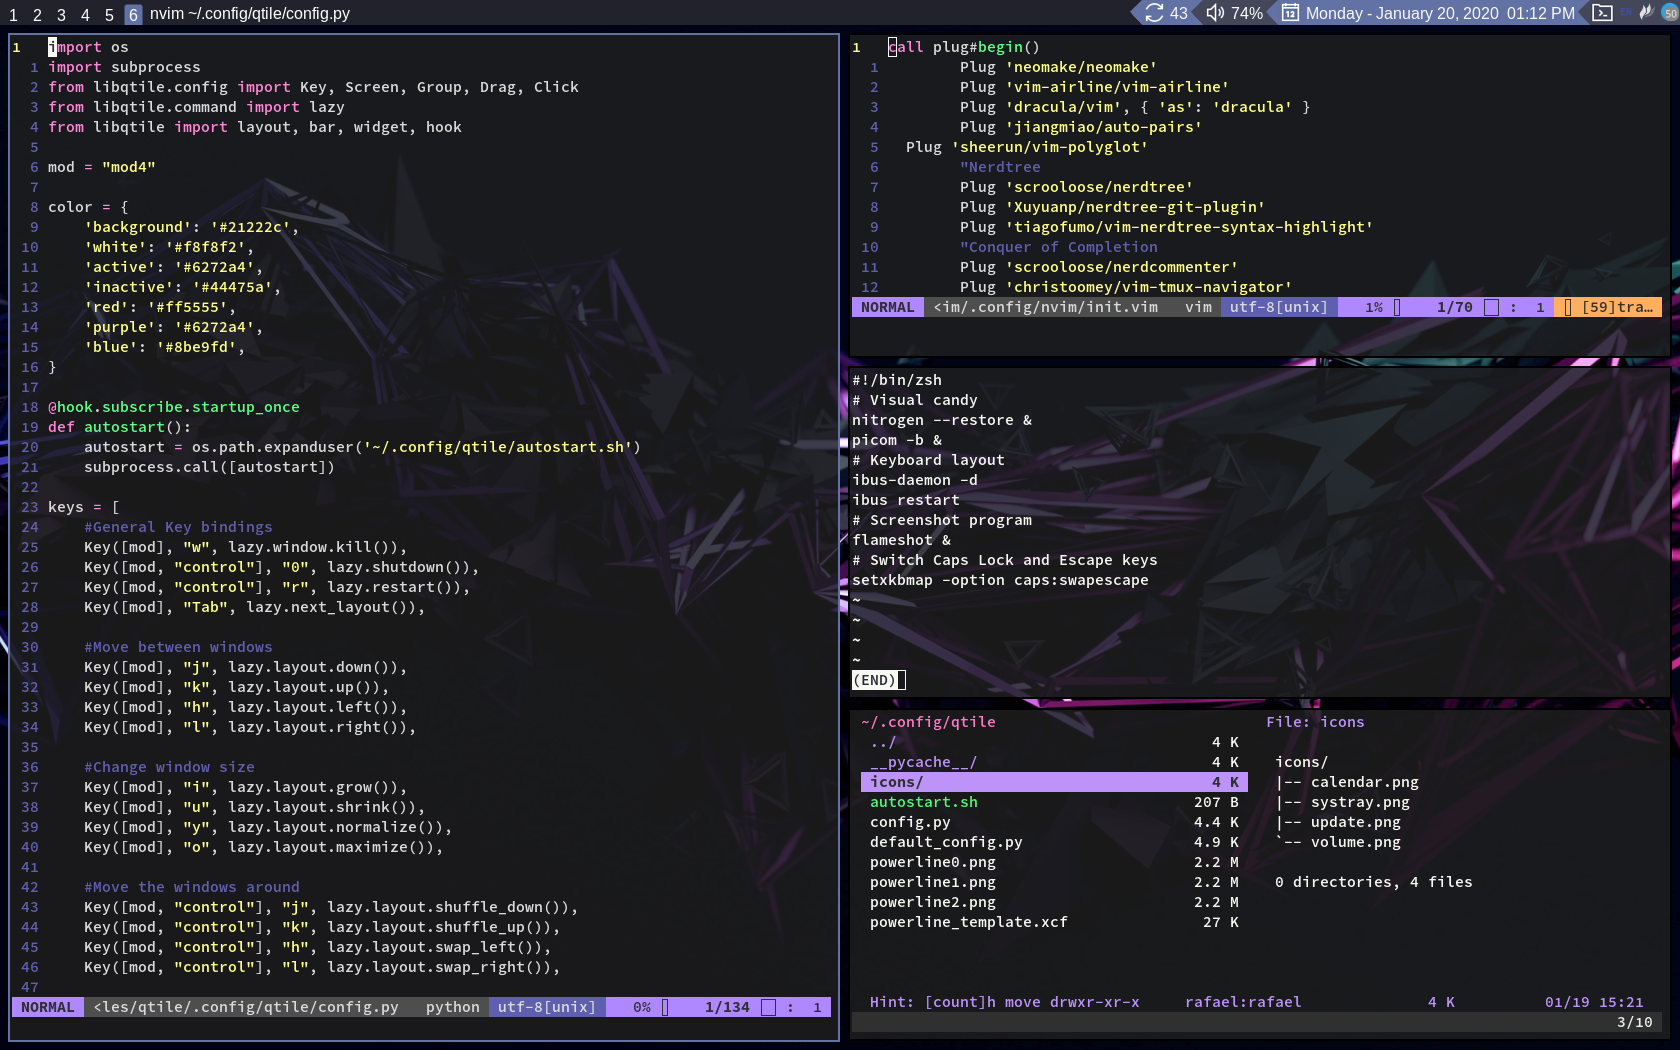 1 2 3 4 5 6 nvim ~/.config/qtile/config.py
43 74% Monday - January 20, 2020 01:12 PM EN 50
1 import os
1 import subprocess
2 from libqtile.config import Key, Screen, Group, Drag, Click
3 from libqtile.command import lazy
4 from libqtile import layout, bar, widget, hook
5
6 mod = "mod4"
7
8 color = {
9     'background': '#21222c',
10     'white': '#f8f8f2',
11     'active': '#6272a4',
12     'inactive': '#44475a',
13     'red': '#ff5555',
14     'purple': '#6272a4',
15     'blue': '#8be9fd',
16 }
17
18 @hook.subscribe.startup_once
19 def autostart():
20     autostart = os.path.expanduser('~/.config/qtile/autostart.sh')
21     subprocess.call([autostart])
22
23 keys = [
24     #General Key bindings
25     Key([mod], "w", lazy.window.kill()),
26     Key([mod, "control"], "0", lazy.shutdown()),
27     Key([mod, "control"], "r", lazy.restart()),
28     Key([mod], "Tab", lazy.next_layout()),
29
30     #Move between windows
31     Key([mod], "j", lazy.layout.down()),
32     Key([mod], "k", lazy.layout.up()),
33     Key([mod], "h", lazy.layout.left()),
34     Key([mod], "l", lazy.layout.right()),
35
36     #Change window size
37     Key([mod], "i", lazy.layout.grow()),
38     Key([mod], "u", lazy.layout.shrink()),
39     Key([mod], "y", lazy.layout.normalize()),
40     Key([mod], "o", lazy.layout.maximize()),
41
42     #Move the windows around
43     Key([mod, "control"], "j", lazy.layout.shuffle_down()),
44     Key([mod, "control"], "k", lazy.layout.shuffle_up()),
45     Key([mod, "control"], "h", lazy.layout.swap_left()),
46     Key([mod, "control"], "l", lazy.layout.swap_right()),
47
NORMAL <les/qtile/.config/qtile/config.py python utf-8[unix] 0% 1/134 : 1
1 call plug#begin()
1         Plug 'neomake/neomake'
2         Plug 'vim-airline/vim-airline'
3         Plug 'dracula/vim', { 'as': 'dracula' }
4         Plug 'jiangmiao/auto-pairs'
5   Plug 'sheerun/vim-polyglot'
6         "Nerdtree
7         Plug 'scrooloose/nerdtree'
8         Plug 'Xuyuanp/nerdtree-git-plugin'
9         Plug 'tiagofumo/vim-nerdtree-syntax-highlight'
10         "Conquer of Completion
11         Plug 'scrooloose/nerdcommenter'
12         Plug 'christoomey/vim-tmux-navigator'
NORMAL <im/.config/nvim/init.vim vim utf-8[unix] 1% 1/70 : 1 [59]tra…
#!/bin/zsh
# Visual candy
nitrogen --restore &
picom -b &
# Keyboard layout
ibus-daemon -d
ibus restart
# Screenshot program
flameshot &
# Switch Caps Lock and Escape keys
setxkbmap -option caps:swapescape
~
~
~
~
(END)
~/.config/qtile File: icons
../ 4 K
__pycache__/ 4 K icons/
icons/ 4 K |-- calendar.png
autostart.sh 207 B |-- systray.png
config.py 4.4 K |-- update.png
default_config.py 4.9 K `-- volume.png
powerline0.png 2.2 M
powerline1.png 2.2 M 0 directories, 4 files
powerline2.png 2.2 M
powerline_template.xcf 27 K
Hint: [count]h move drwxr-xr-x rafael:rafael 4 K 01/19 15:21
3/10